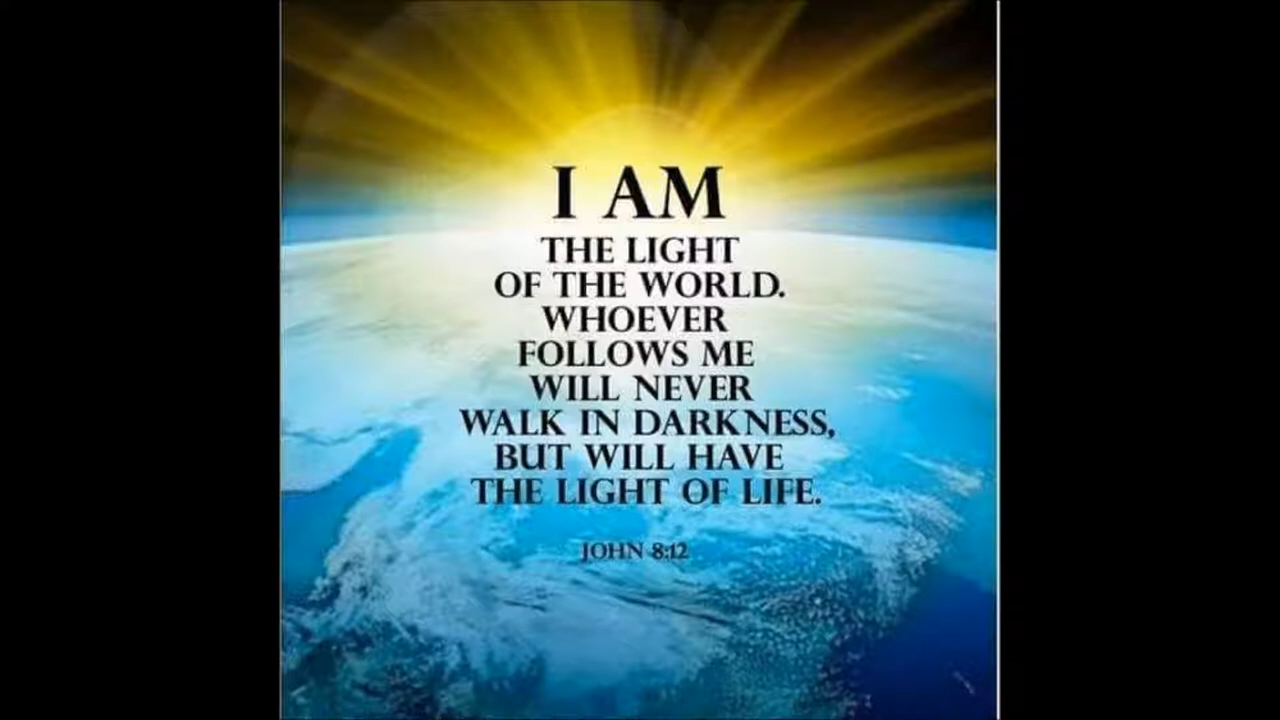 I AM
THE LIGHT
OF THE WORLD.
WHOEVER
FOLLOWS ME
WILL NEVER
WALK IN DARKNESS,
BUT WILL HAVE
THE LIGHT OF LIFE.
JOHN 8:12